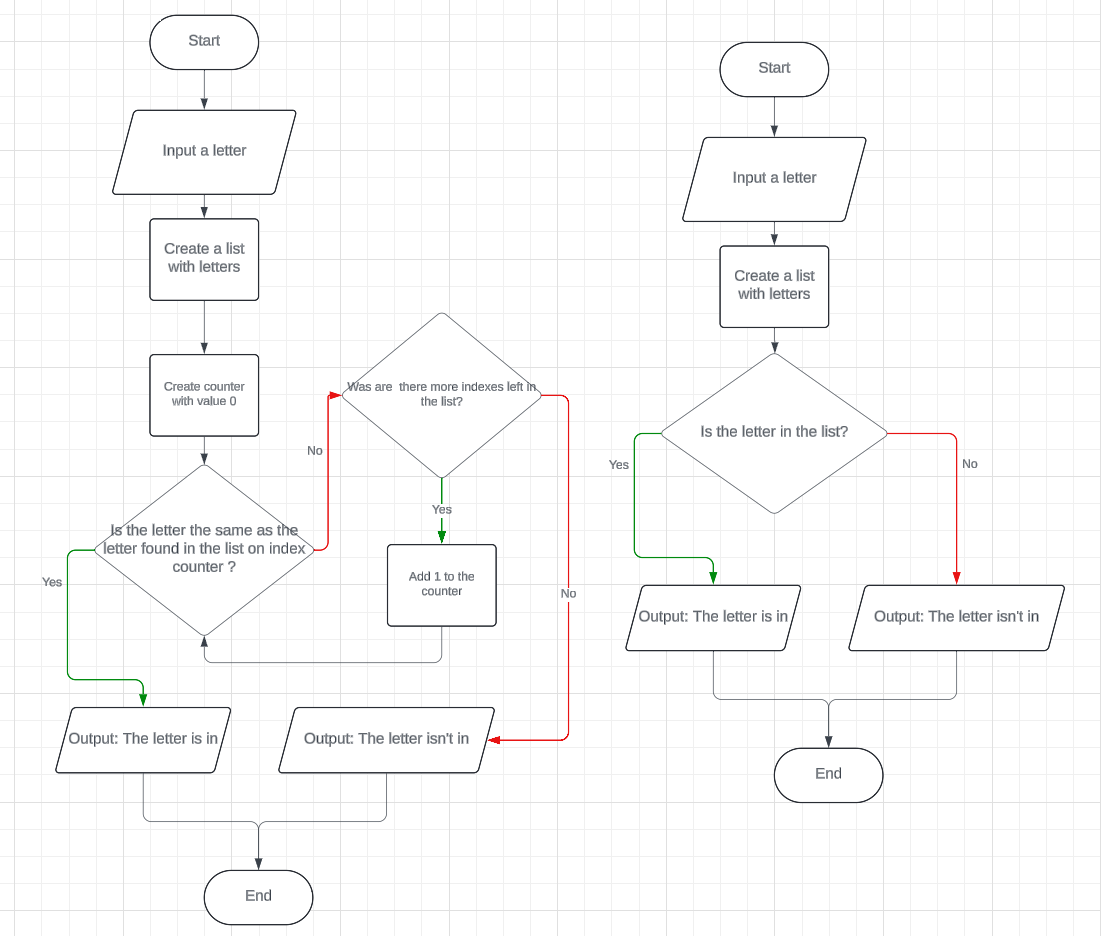 Start
Input a letter
Create a list
with letters
Create counter
with value 0
Is the letter the same as the
letter found in the list on index
counter ?
Yes
No
Was are  there more indexes left in
the list?
Yes
Add 1 to the
counter
No
Output: The letter is in
Output: The letter isn't in
End
Start
Input a letter
Create a list
with letters
Is the letter in the list?
Yes
No
Output: The letter is in
Output: The letter isn't in
End